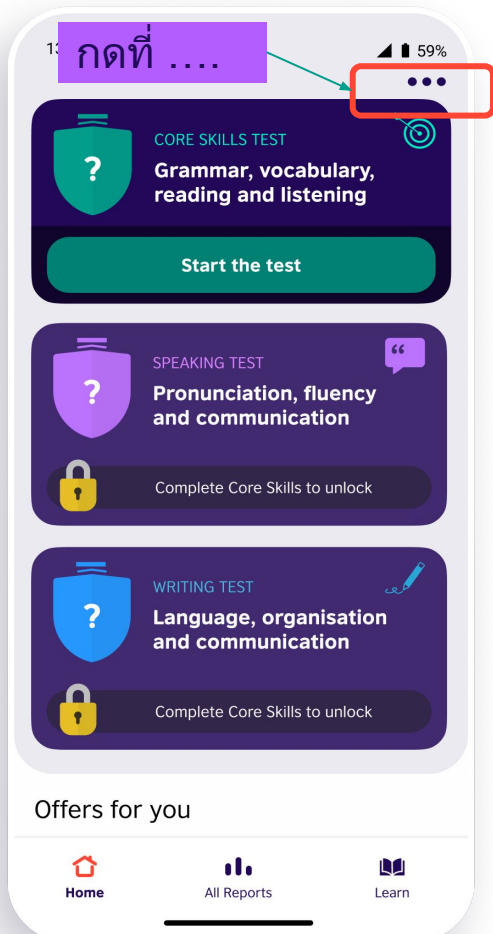 กดที่ ....
59%
CORE SKILLS TEST
?
Grammar, vocabulary,
reading and listening
Start the test
SPEAKING TEST
“
?
Pronunciation, fluency
and communication
Complete Core Skills to unlock
WRITING TEST
?
Language, organisation
and communication
Complete Core Skills to unlock
Offers for you
Home
All Reports
Learn